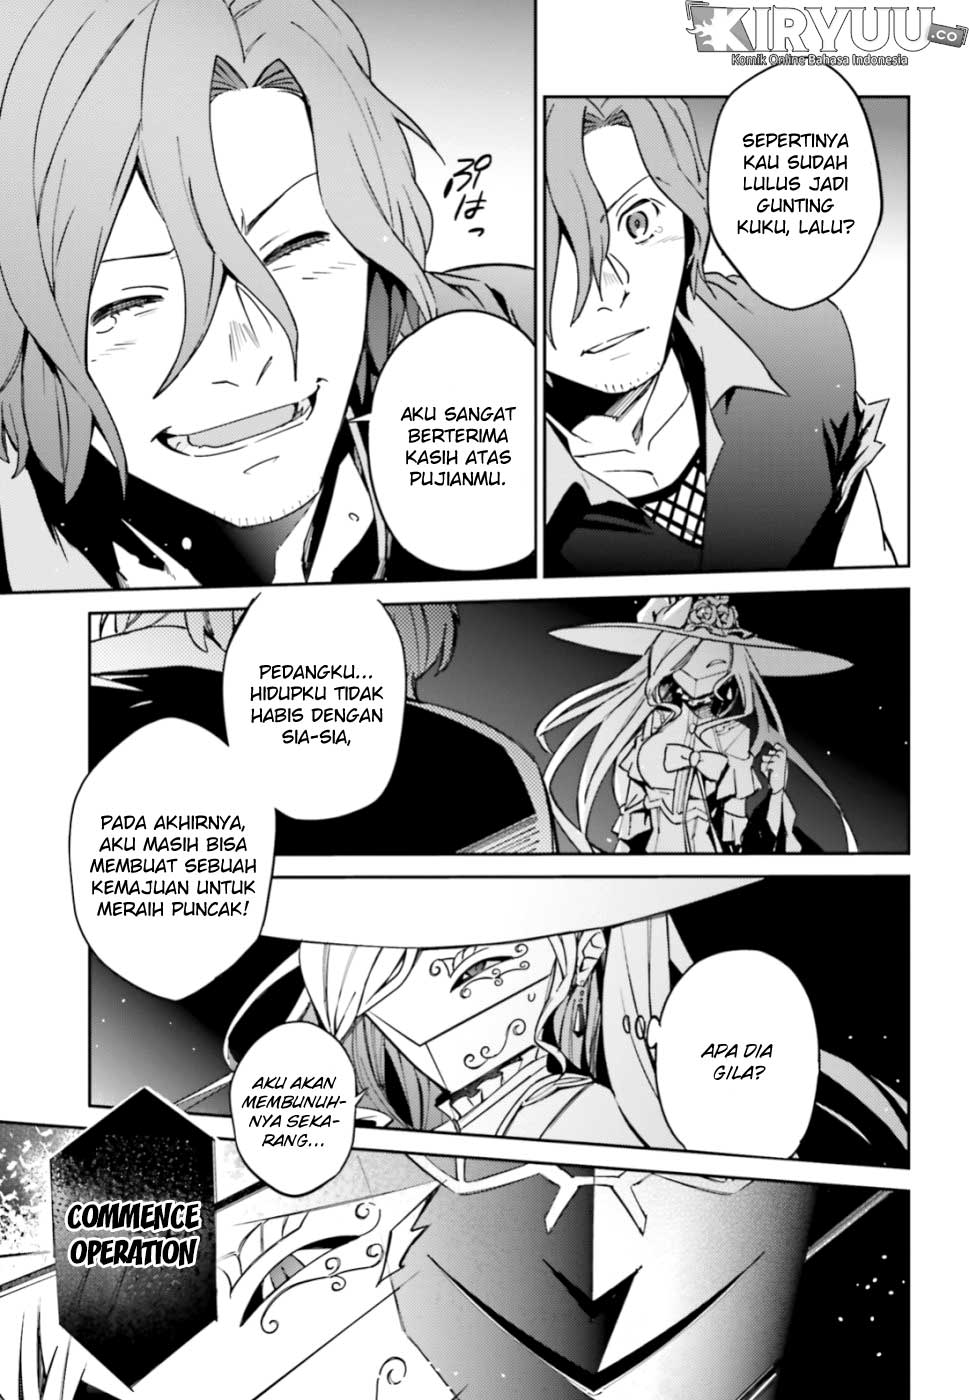 KIRYUU.CO
Komik Online Bahasa Indonesia
SEPERTINYA
KAU SUDAH
LULUS JADI
GUNTING
KUKU, LALU?
ぷはっ
AKU SANGAT
BERTERIMA
KASIH ATAS
PUJIANMU.
PEDANGKU...
HIDUPKU TIDAK
HABIS DENGAN
SIA-SIA,
PADA AKHIRNYA,
AKU MASIH BISA
MEMBUAT SEBUAH
KEMAJUAN UNTUK
MERAIH PUNCAK!
APA DIA
GILA?
AKU AKAN
MEMBUNUH-
NYA SEKA-
RANG...
COMMENCE
OPERATION